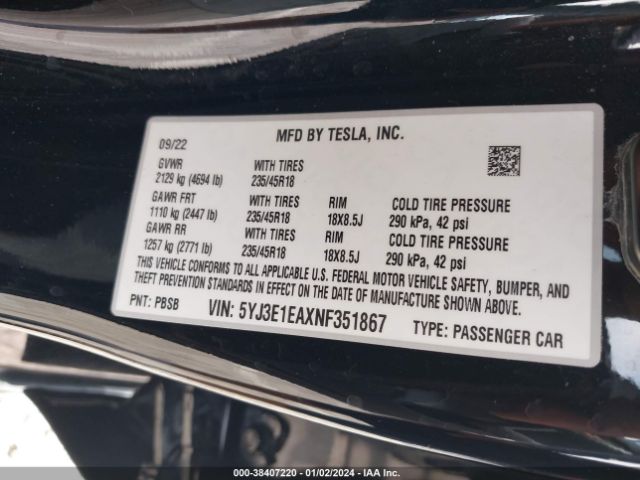 MFD BY TESLA, INC.
09/22
GVWR WITH TIRES
2129 kg (4694 lb) 235/45R18
GAWR FRT WITH TIRES RIM COLD TIRE PRESSURE
1110 kg (2447 lb) 235/45R18 18X8.5J 290 kPa, 42 psi
GAWR RR WITH TIRES RIM COLD TIRE PRESSURE
1257 kg (2771 lb) 235/45R18 18X8.5J 290 kPa, 42 psi
THIS VEHICLE CONFORMS TO ALL APPLICABLE U.S. FEDERAL MOTOR VEHICLE SAFETY, BUMPER, AND
THEFT PREVENTION STANDARDS IN EFFECT ON THE DATE OF MANUFACTURE SHOWN ABOVE.
PNT: PBSB VIN: 5YJ3E1EAXNF351867 TYPE: PASSENGER CAR
000-38407220 - 01/02/2024 - IAA Inc.